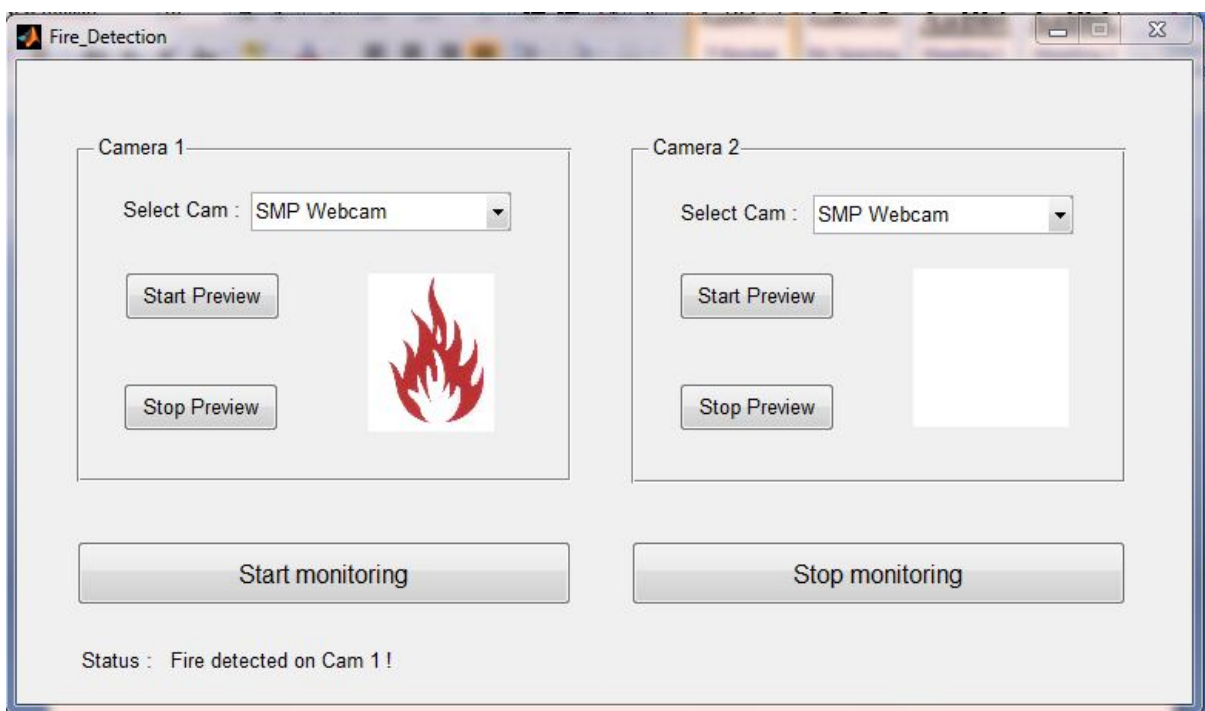 Fire_Detection
Camera 1
Select Cam : SMP Webcam
Start Preview
Stop Preview
Camera 2
Select Cam : SMP Webcam
Start Preview
Stop Preview
Start monitoring
Stop monitoring
Status : Fire detected on Cam 1 !